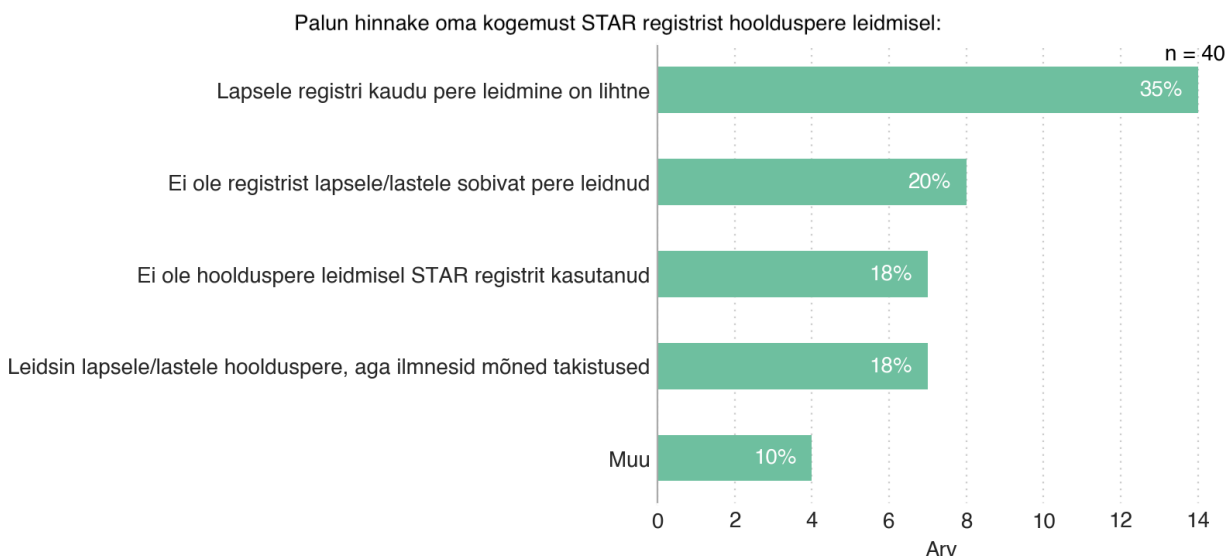 Palun hinnake oma kogemust STAR registrist hoolduspere leidmisel:
n = 40
Lapsele registri kaudu pere leidmine on lihtne
35%
Ei ole registrist lapsele/lastele sobivat pere leidnud
20%
Ei ole hoolduspere leidmisel STAR registrit kasutanud
18%
Leidsin lapsele/lastele hoolduspere, aga ilmnesid mõned takistused
18%
Muu
10%
0 2 4 6 8 10 12 14
Arv